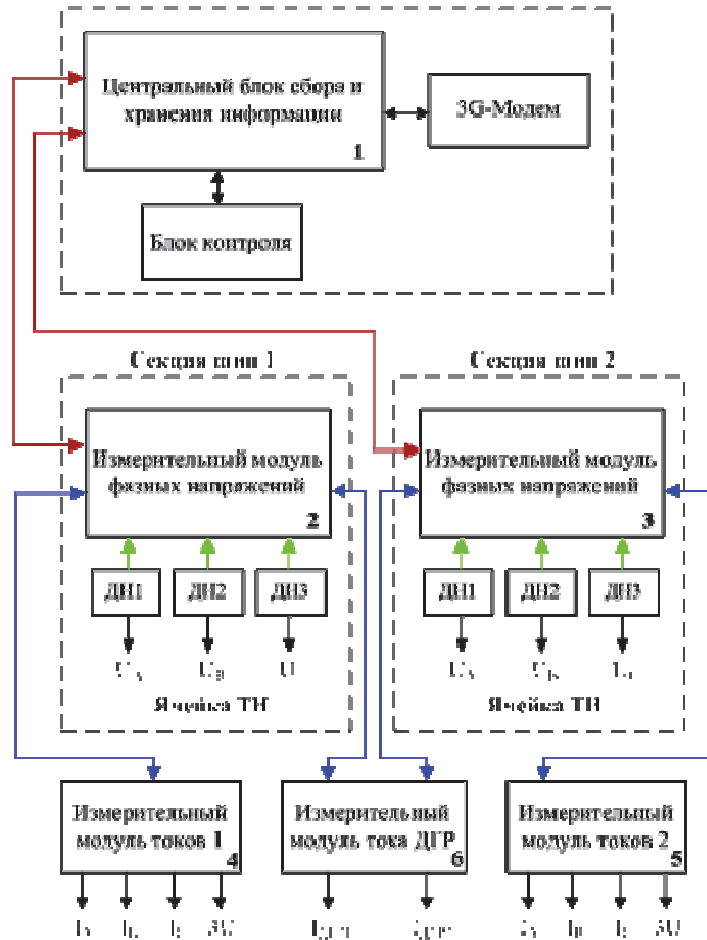 Центральный блок сбора и
хранения информации
1
3G-Модем
Блок контроля
Секция шин 1
Секция шин 2
Измерительный модуль
фазных напряжений
2
Измерительный модуль
фазных напряжений
3
ДН1 ДН2 ДН3
ДН1 ДН2 ДН3
U_A U_B
Ячейка ТН
Ячейка ТН
Измерительный
модуль токов 1
4
Измерительный
модуль тока ДГР
6
Измерительный
модуль токов 2
5